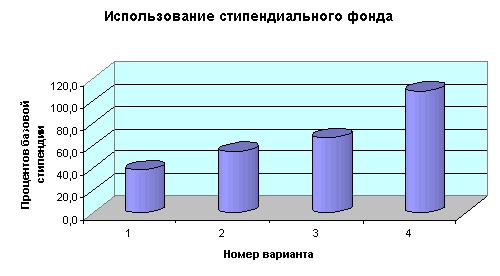 Использование стипендиального фонда
Процентов базовой
стипендии
120,0
100,0
80,0
60,0
40,0
20,0
0,0
1
2
3
4
Номер варианта